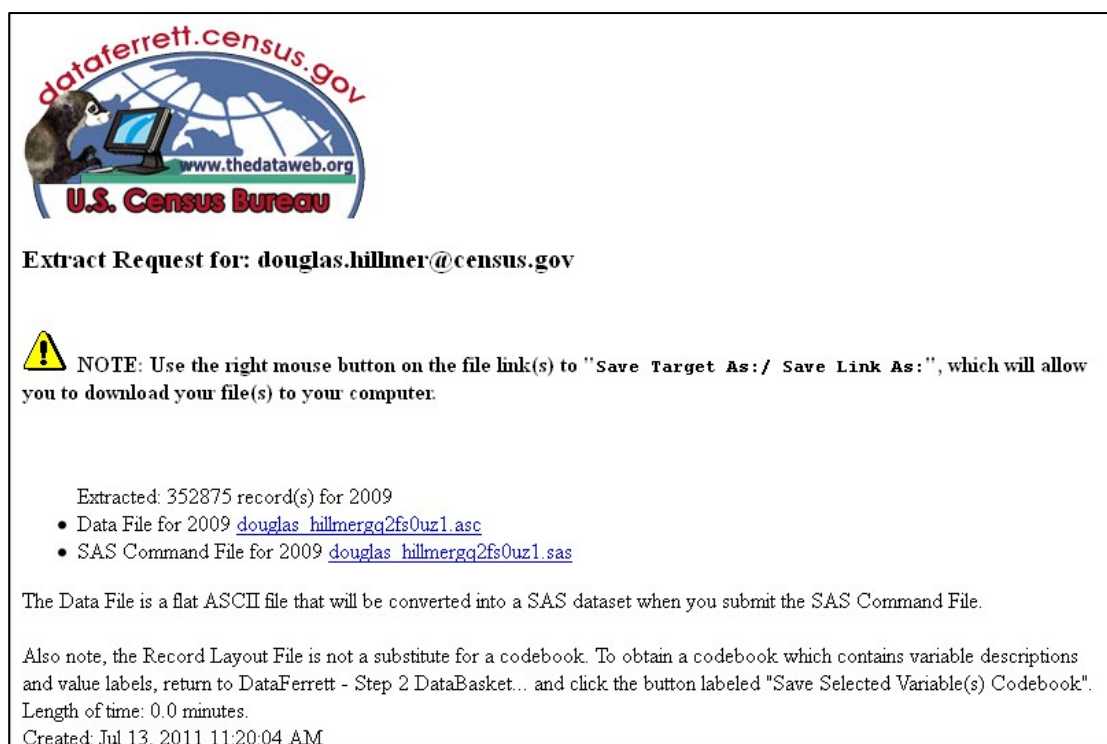 dataferrett.census.gov
www.thedataweb.org
U.S. Census Bureau
Extract Request for: douglas.hillmer@census.gov
NOTE: Use the right mouse button on the file link(s) to "Save Target As:/ Save Link As:", which will allow
you to download your file(s) to your computer.
Extracted: 352875 record(s) for 2009
• Data File for 2009 douglas_hillmergq2fs0uz1.asc
• SAS Command File for 2009 douglas_hillmergq2fs0uz1.sas
The Data File is a flat ASCII file that will be converted into a SAS dataset when you submit the SAS Command File.
Also note, the Record Layout File is not a substitute for a codebook. To obtain a codebook which contains variable descriptions
and value labels, return to DataFerrett - Step 2 DataBasket... and click the button labeled "Save Selected Variable(s) Codebook".
Length of time: 0.0 minutes.
Created: Jul 13, 2011 11:20:04 AM